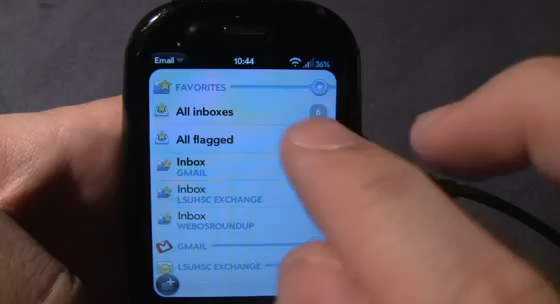 Email 10:44 36%
FAVORITES
All inboxes 6
All flagged
Inbox
GMAIL
Inbox
LSUHSC EXCHANGE
Inbox
WEBOSROUNDUP
GMAIL
LSUHSC EXCHANGE